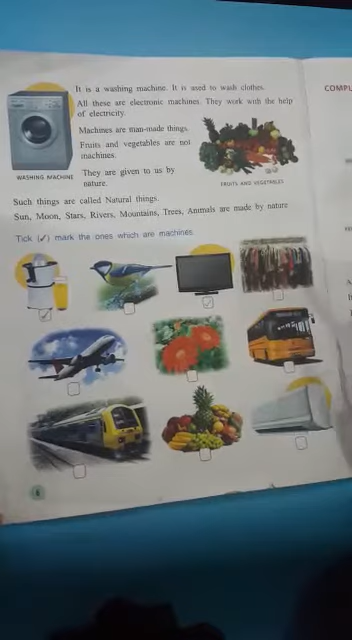 It is a washing machine. It is used to wash clothes.
All these are electronic machines. They work with the help
of electricity.
Machines are man-made things.
Fruits and vegetables are not
machines.
They are given to us by
nature.
WASHING MACHINE
FRUITS AND VEGETABLES
Such things are called Natural things.
Sun, Moon, Stars, Rivers, Mountains, Trees, Animals are made by nature
Tick (✓) mark the ones which are machines.
6
COMPL